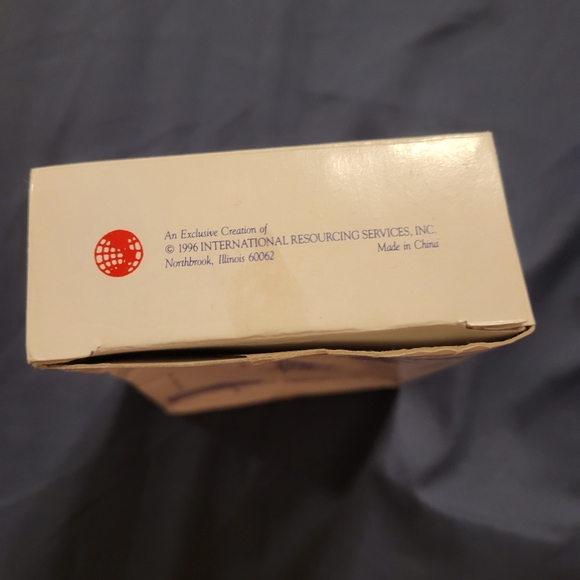 An Exclusive Creation of
© 1996 INTERNATIONAL RESOURCING SERVICES, INC.
Northbrook, Illinois 60062 Made in China